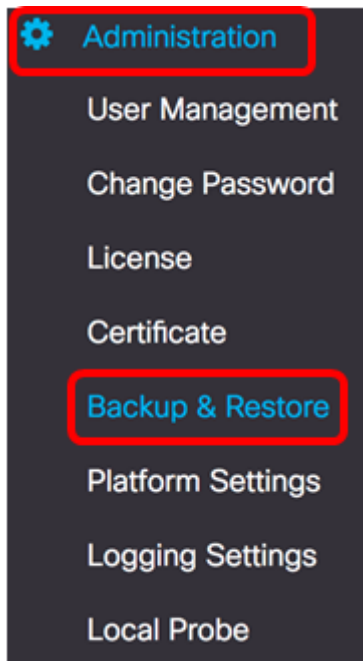 Administration
User Management
Change Password
License
Certificate
Backup & Restore
Platform Settings
Logging Settings
Local Probe